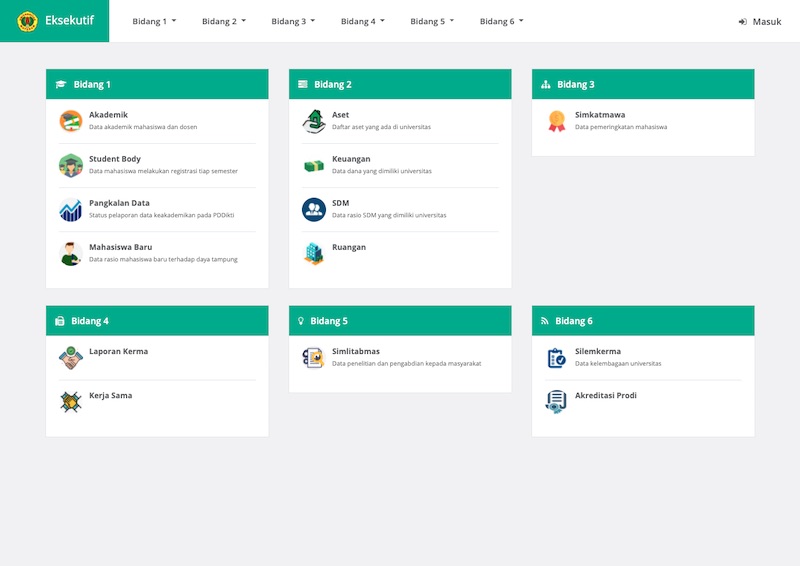 Eksekutif
Bidang 1
Bidang 2
Bidang 3
Bidang 4
Bidang 5
Bidang 6
Masuk
Bidang 1
Akademik
Data akademik mahasiswa dan dosen
Student Body
Data mahasiswa melakukan registrasi tiap semester
Pangkalan Data
Status pelaporan data keakademikan pada PDDikti
Mahasiswa Baru
Data rasio mahasiswa baru terhadap daya tampung
Bidang 2
Aset
Daftar aset yang ada di universitas
Keuangan
Data dana yang dimiliki universitas
SDM
Data rasio SDM yang dimiliki universitas
Ruangan
Bidang 3
Simkatmawa
Data pemeringkatan mahasiswa
Bidang 4
Laporan Kerma
Kerja Sama
Bidang 5
Simlitabmas
Data penelitian dan pengabdian kepada masyarakat
Bidang 6
Silemkerma
Data kelembagaan universitas
Akreditasi Prodi